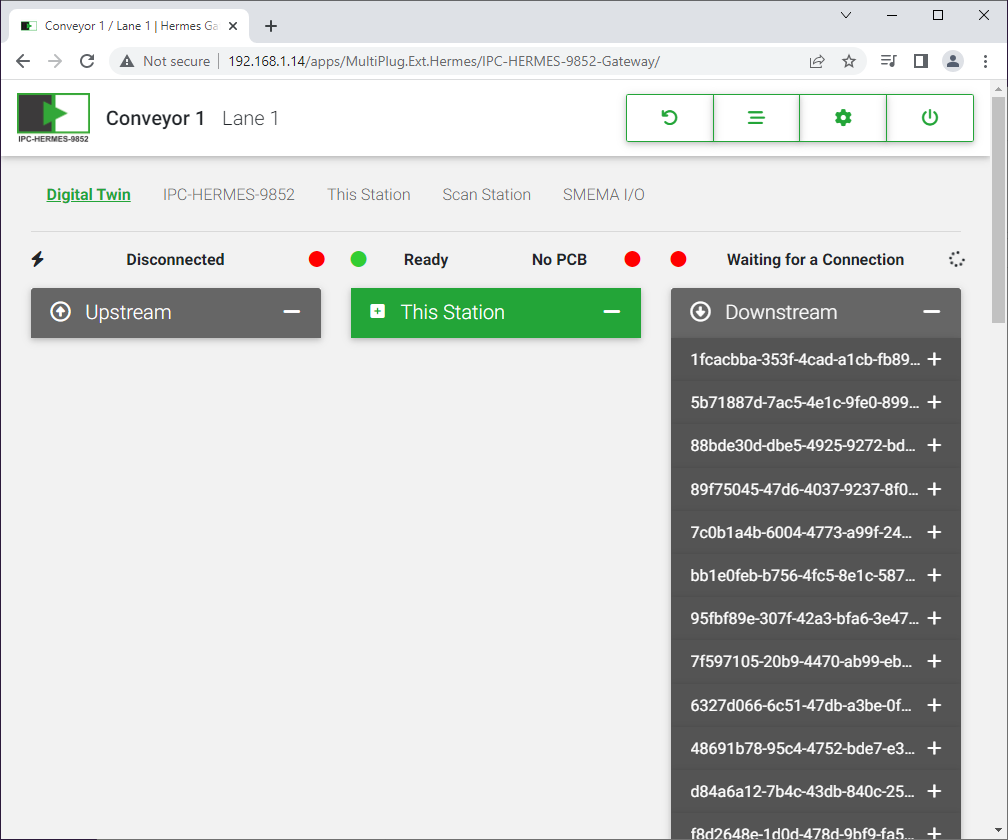 Conveyor 1 / Lane 1 | Hermes Ga
Not secure 192.168.1.14/apps/MultiPlug.Ext.Hermes/IPC-HERMES-9852-Gateway/
IPC-HERMES-9852
Conveyor 1 Lane 1
Digital Twin IPC-HERMES-9852 This Station Scan Station SMEMA I/O
Disconnected Ready No PCB Waiting for a Connection
Upstream This Station Downstream
1fcacbba-353f-4cad-a1cb-fb89...
5b71887d-7ac5-4e1c-9fe0-899...
88bde30d-dbe5-4925-9272-bd...
89f75045-47d6-4037-9237-8f0...
7c0b1a4b-6004-4773-a99f-24...
bb1e0feb-b756-4fc5-8e1c-587...
95fbf89e-307f-42a3-bfa6-3e47...
7f597105-20b9-4470-ab99-eb...
6327d066-6c51-47db-a3be-0f...
48691b78-95c4-4752-bde7-e3...
d84a6a12-7b4c-43db-840c-25...
f8d2648e-1d0d-478d-9bf9-fa5...